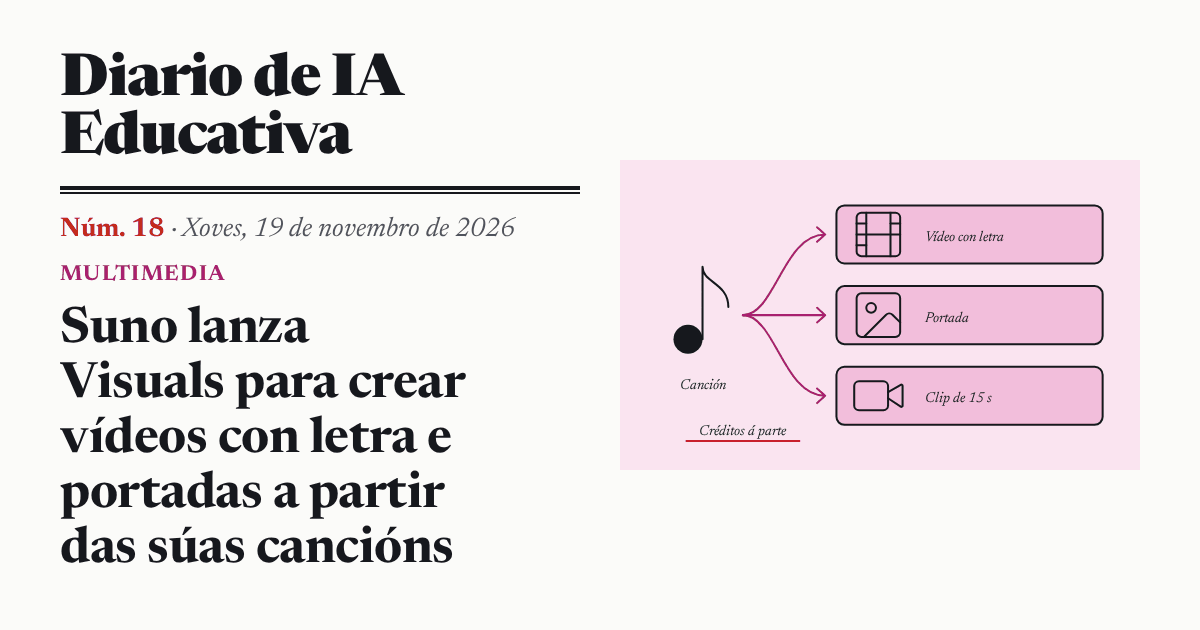 Diario de IA
Educativa
Núm. 18 · Xoves, 19 de novembro de 2026
MULTIMEDIA
Suno lanza
Visuals para crear
vídeos con letra e
portadas a partir
das súas cancións
Vídeo con letra
Portada
Canción
Clip de 15 s
Créditos á parte